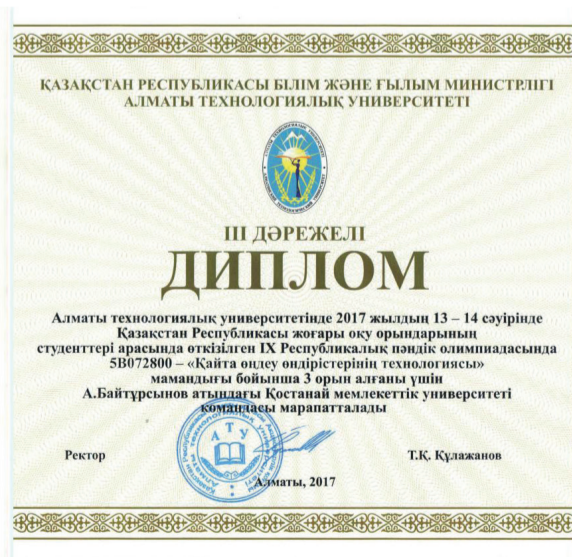 ҚАЗАҚСТАН РЕСПУБЛИКАСЫ БІЛІМ ЖӘНЕ ҒЫЛЫМ МИНИСТРЛІГІ
АЛМАТЫ ТЕХНОЛОГИЯЛЫҚ УНИВЕРСИТЕТІ
ІІІ ДӘРЕЖЕЛІ
ДИПЛОМ
Алматы технологиялық университетінде 2017 жылдың 13 – 14 сәуірінде
Қазақстан Республикасы жоғары оқу орындарының
студенттері арасында өткізілген IX Республикалық пәндік олимпиадасында
5В072800 – «Қайта өңдеу өндірістерінің технологиясы»
мамандығы бойынша 3 орын алғаны үшін
А.Байтұрсынов атындағы Қостанай мемлекеттік университеті
командасы марапатталады
АТУ
Ректор
Т.Қ. Құлажанов
Алматы, 2017